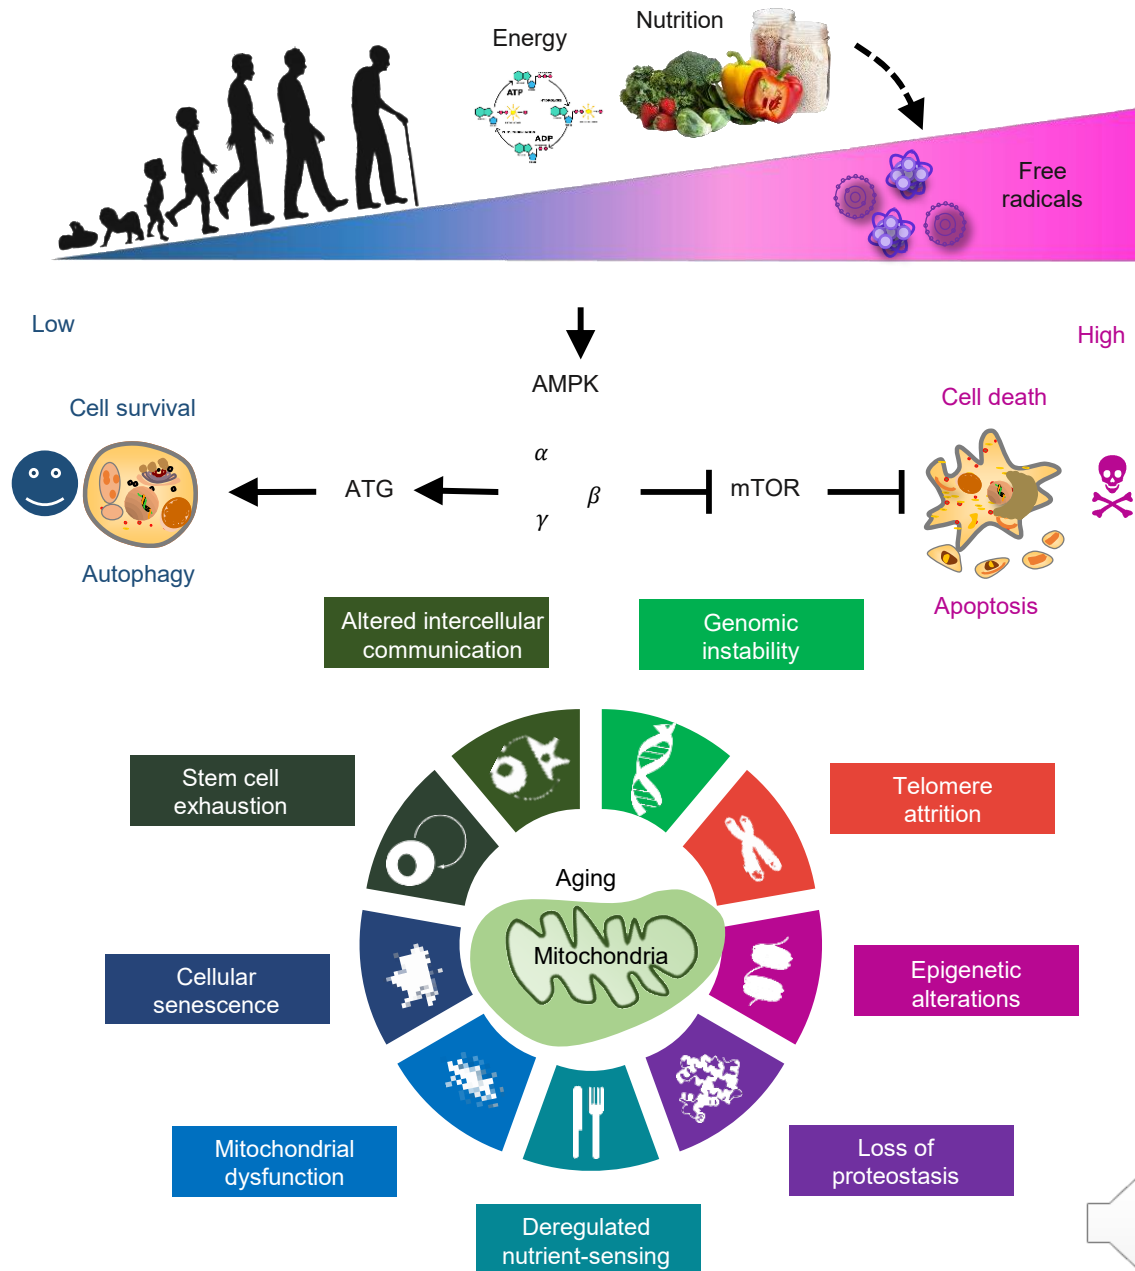 Nutrition
Energy
ATP
ADP
Free
radicals
Low
High
AMPK
Cell survival
Cell death
α
ATG
β
mTOR
γ
Autophagy
Apoptosis
Altered intercellular
communication
Genomic
instability
Stem cell
exhaustion
Telomere
attrition
Aging
Mitochondria
Cellular
senescence
Epigenetic
alterations
Mitochondrial
dysfunction
Loss of
proteostasis
Deregulated
nutrient-sensing